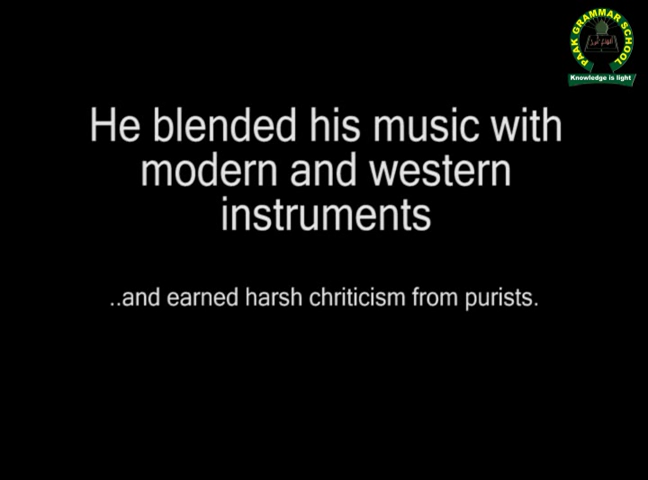 PAAK GRAMMAR SCHOOL
Knowledge is light
He blended his music with
modern and western
instruments
..and earned harsh chriticism from purists.